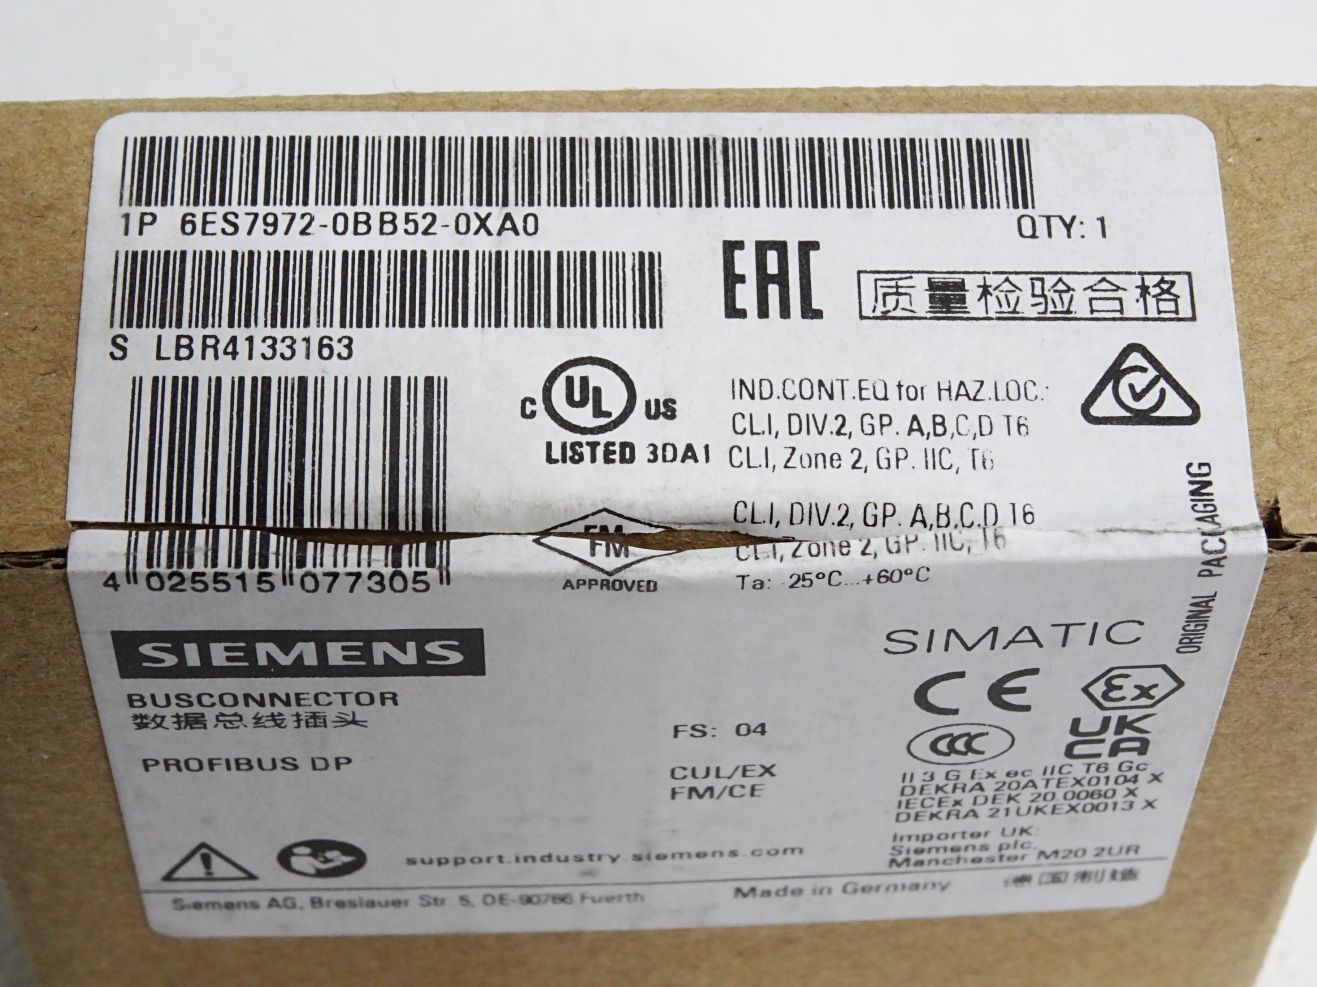 1P 6ES7972-0BB52-0XA0
QTY: 1
EAC
质量检验合格
S LBR4133163
C UL US
LISTED 3DA1
IND.CONT.EQ for HAZ.LOC.:
CL.I, DIV.2, GP. A,B,C,D T6
CL.I, Zone 2, GP. IIC, T6
FM
APPROVED
CL.I, DIV.2, GP. A,B,C,D T6
CL.I, Zone 2, GP. IIC, T6
Ta: -25°C...+60°C
ORIGINAL PACKAGING
4 025515 077305
SIEMENS
SIMATIC
BUSCONNECTOR
数据总线插头
PROFIBUS DP
FS: 04
CUL/EX
FM/CE
CE Ex
CCC UK
CA
II 3 G Ex ec IIC T6 Gc
DEKRA 20ATEX0104 X
IECEx DEK 20.0060 X
DEKRA 21UKEX0013 X
Importer UK:
Siemens plc.
Manchester M20 2UR
support.industry.siemens.com
Siemens AG, Breslauer Str. 5, DE-90766 Fuerth
Made in Germany
德国制造